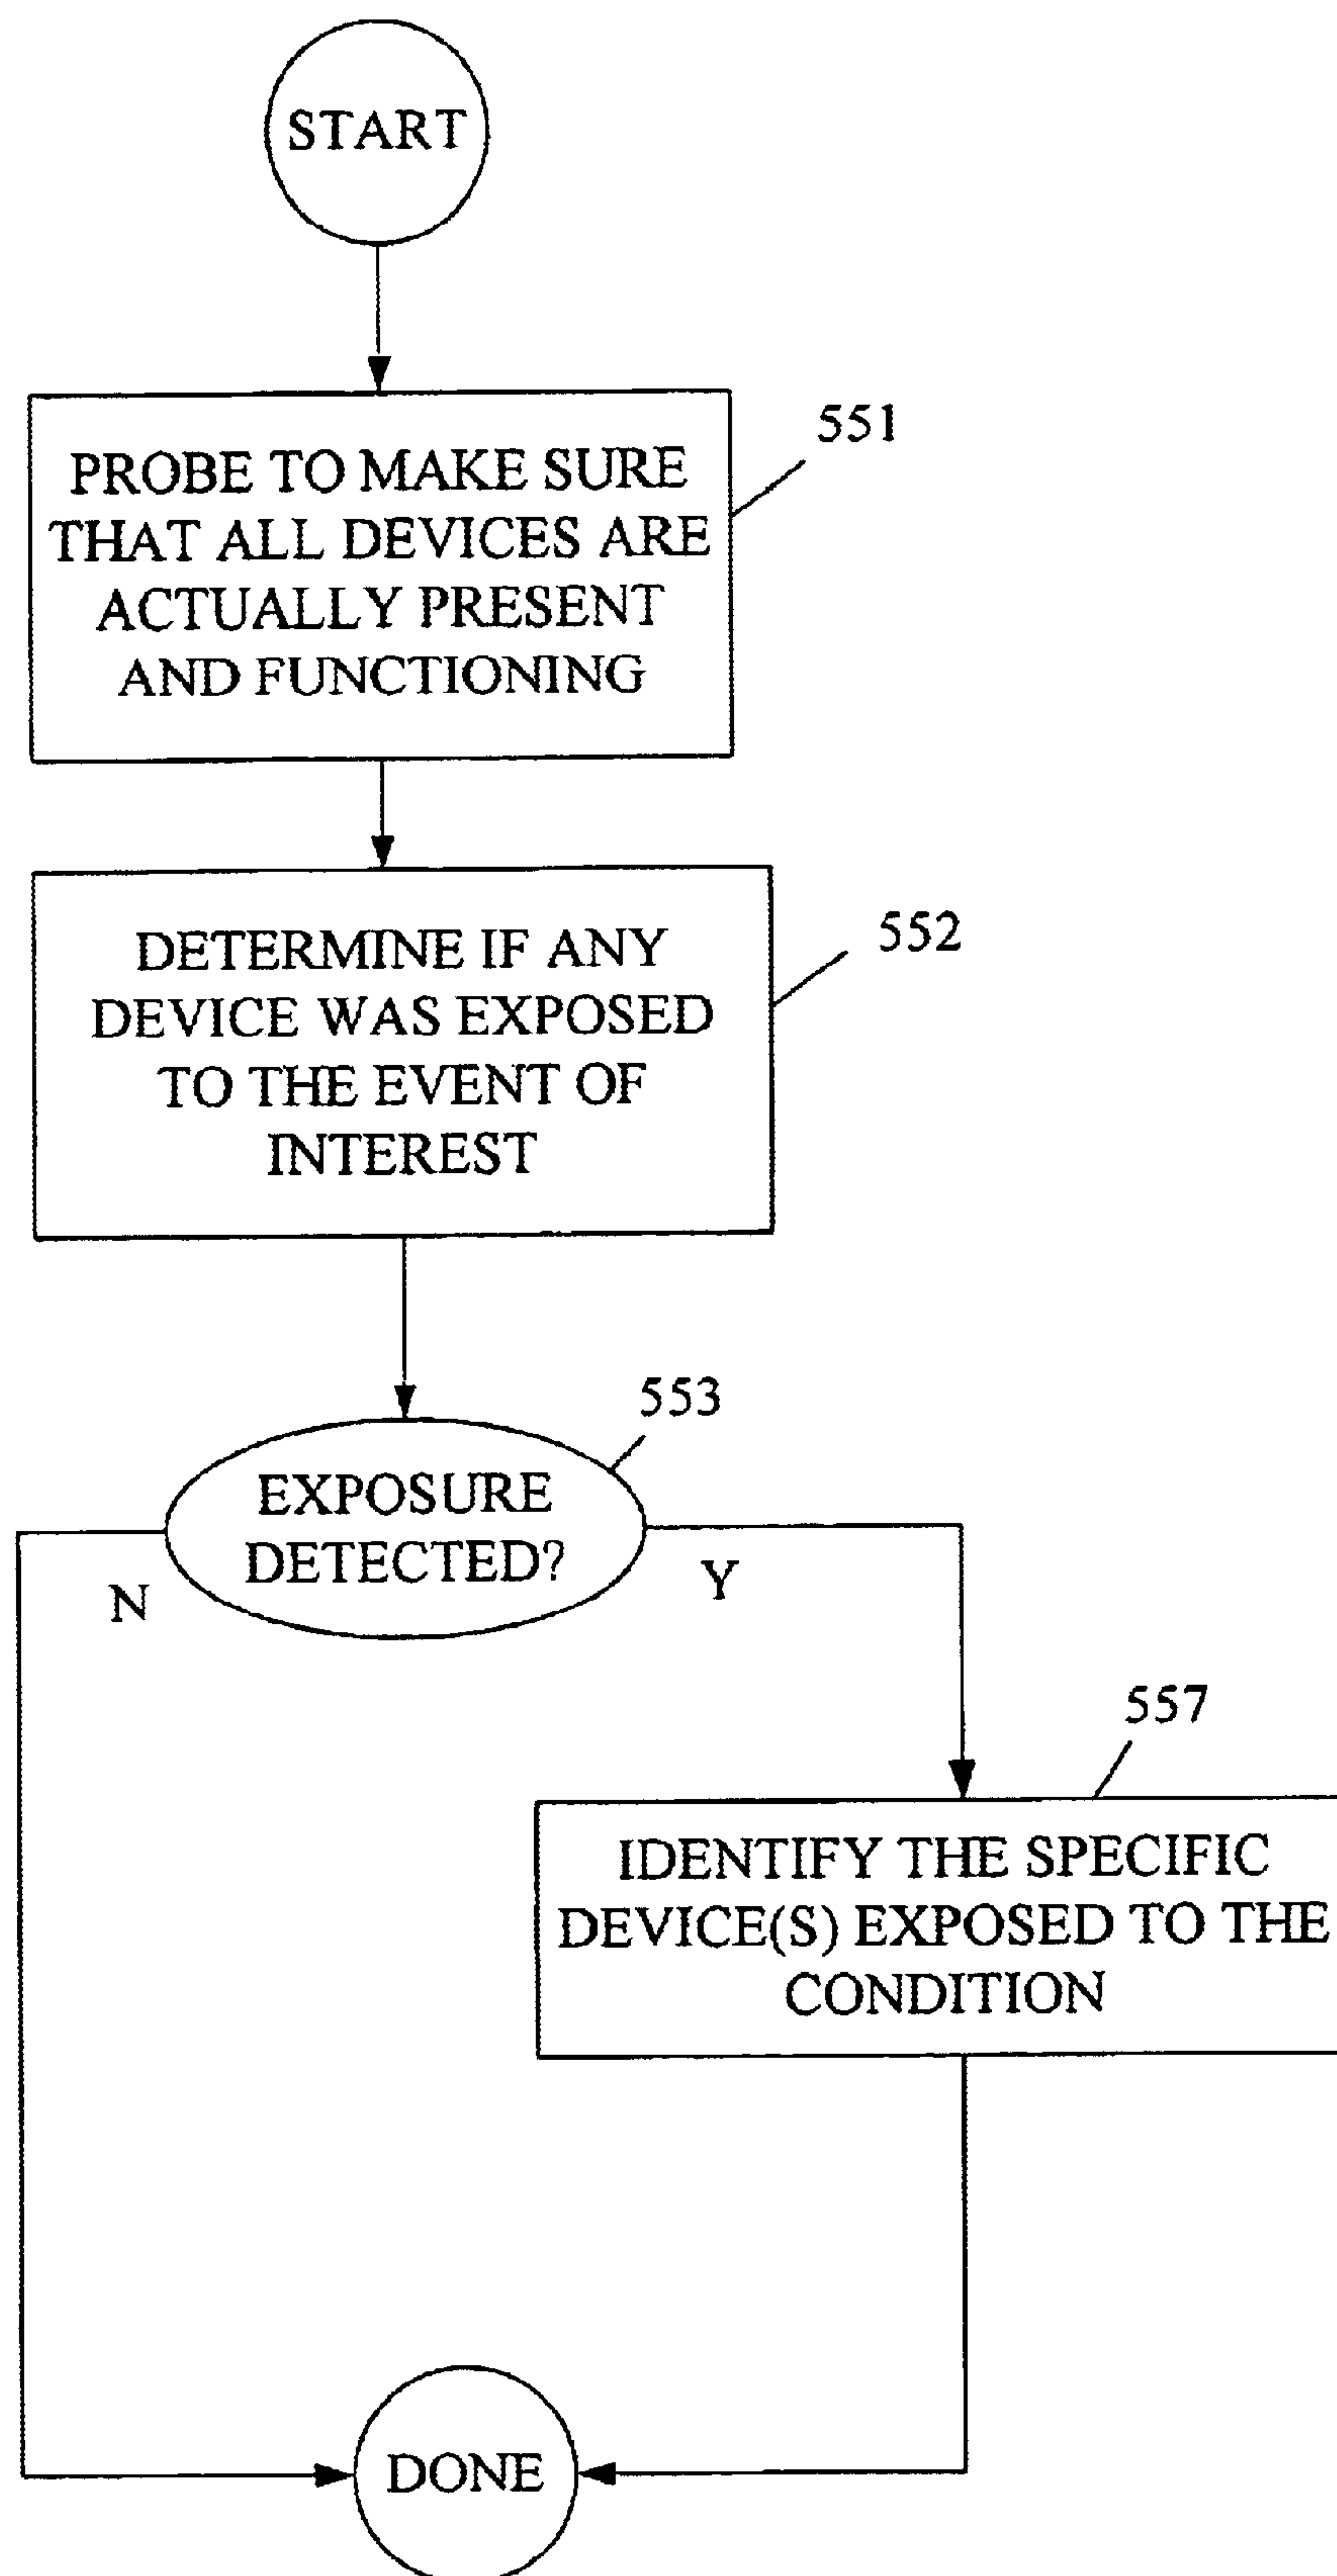 START
551
PROBE TO MAKE SURE
THAT ALL DEVICES ARE
ACTUALLY PRESENT
AND FUNCTIONING
552
DETERMINE IF ANY
DEVICE WAS EXPOSED
TO THE EVENT OF
INTEREST
553
EXPOSURE
DETECTED?
N
Y
557
IDENTIFY THE SPECIFIC
DEVICE(S) EXPOSED TO THE
CONDITION
DONE